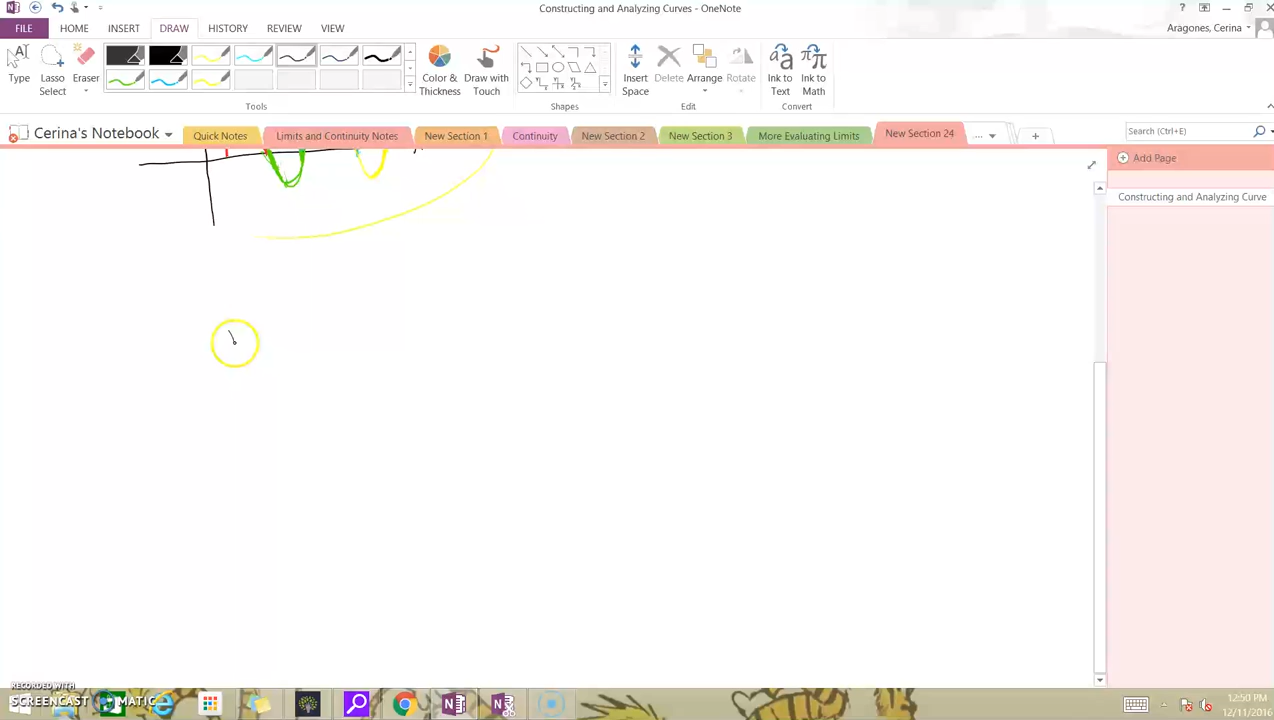 Constructing and Analyzing Curves - OneNote
FILE HOME INSERT DRAW HISTORY REVIEW VIEW
Aragones, Cerina
Type
Lasso Select
Eraser
Color & Thickness
Draw with Touch
Insert Space
Delete
Arrange
Rotate
Ink to Text
Ink to Math
Tools
Shapes
Edit
Convert
Cerina's Notebook
Quick Notes
Limits and Continuity Notes
New Section 1
Continuity
New Section 2
New Section 3
More Evaluating Limits
New Section 24
...
Search (Ctrl+E)
Add Page
Constructing and Analyzing Curve
RECORDED WITH
SCREENCAST MATIC
12:50 PM
12/11/2016